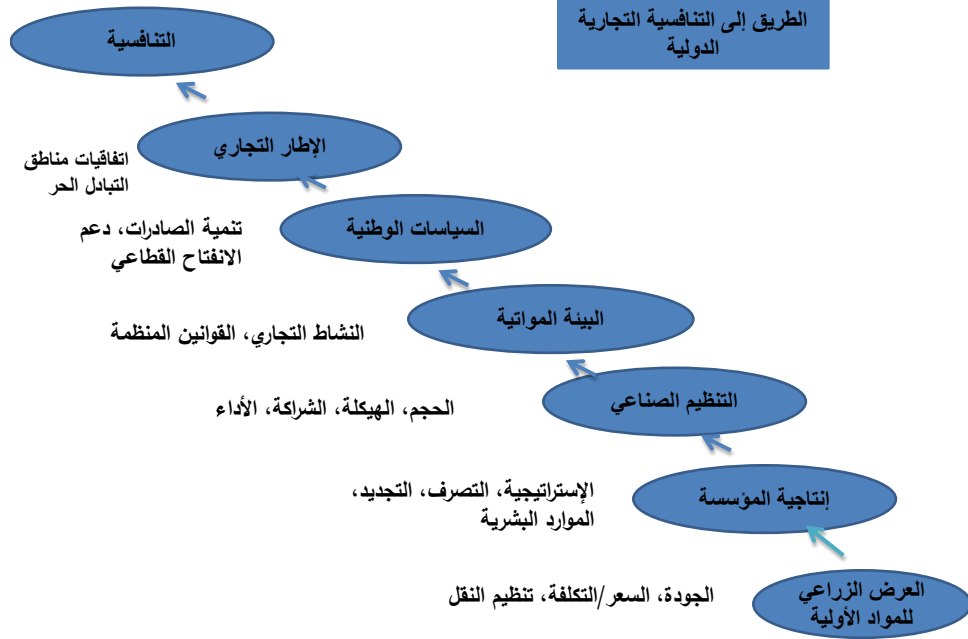 الطريق إلى التنافسية التجارية
الدولية
التنافسية
الإطار التجاري
اتفاقيات مناطق
التبادل الحر
السياسات الوطنية
تنمية الصادرات، دعم
الانفتاح القطاعي
البيئة المواتية
النشاط التجاري، القوانين المنظمة
التنظيم الصناعي
الحجم، الهيكلة، الشراكة، الأداء
إنتاجية المؤسسة
الإستراتيجية، التصرف، التجديد،
الموارد البشرية
العرض الزراعي
للمواد الأولية
الجودة، السعر/التكلفة، تنظيم النقل